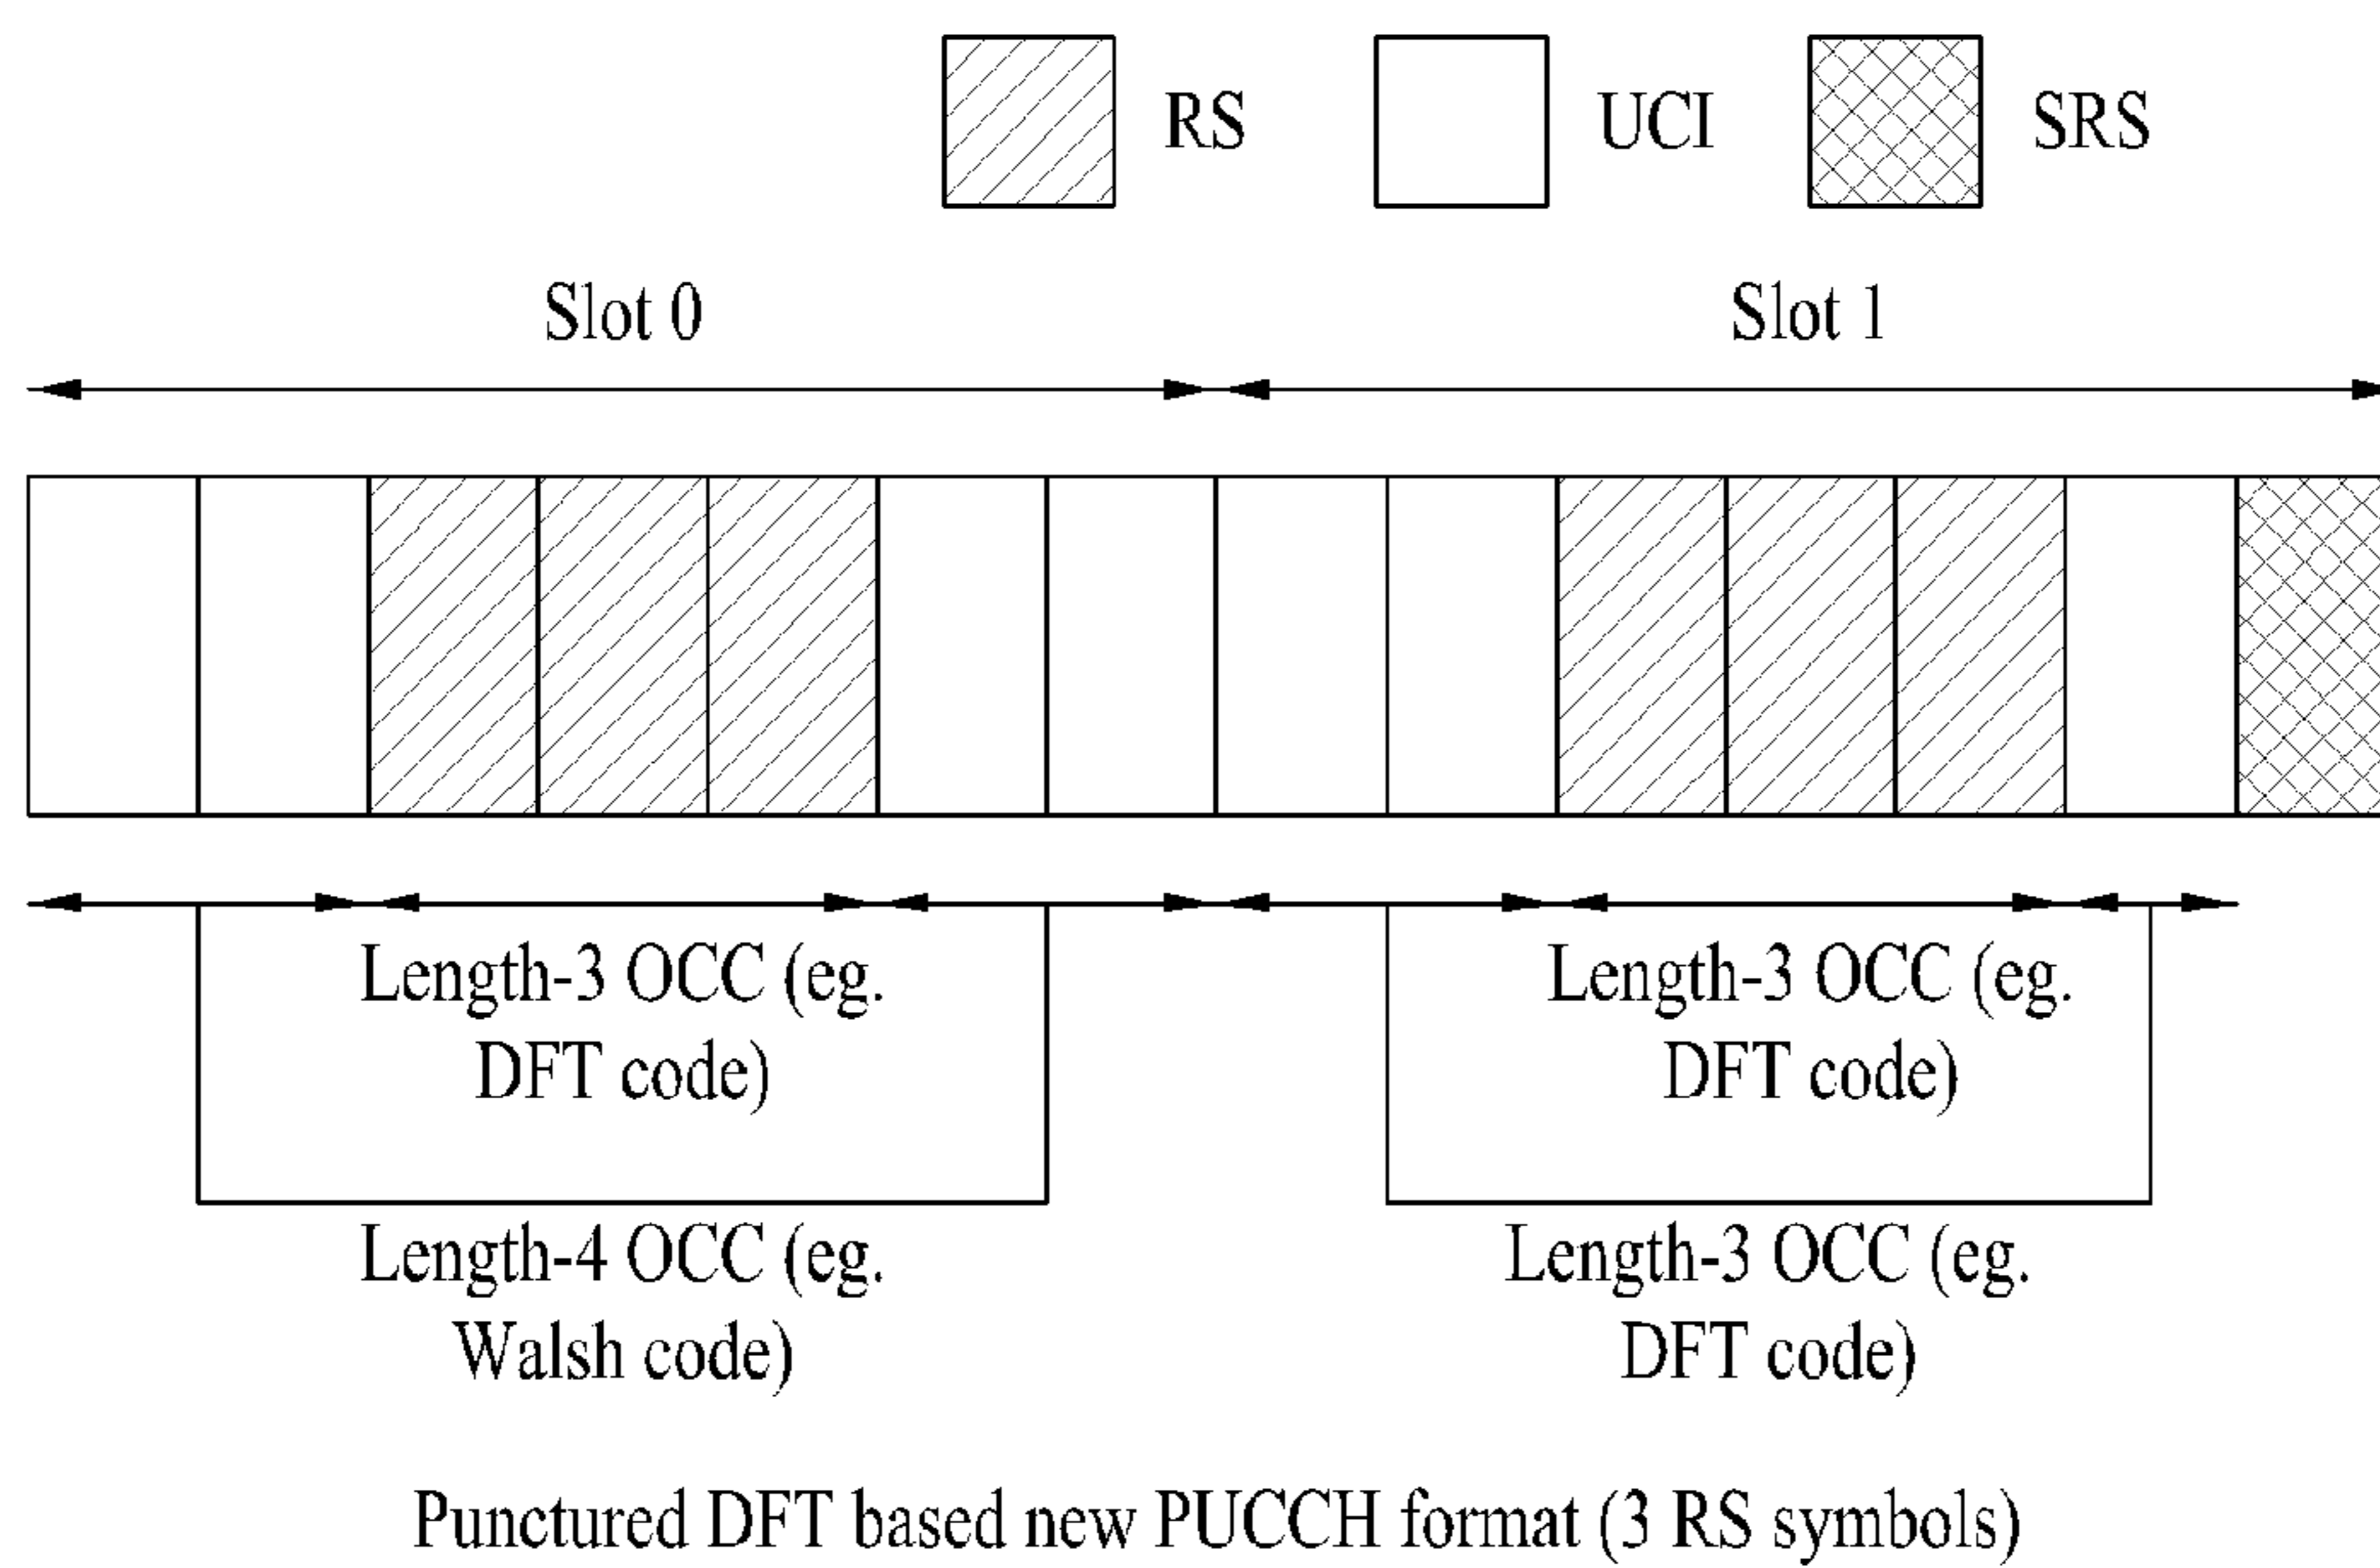 RS UCI SRS
Slot 0 Slot 1
Length-3 OCC (eg.
DFT code)
Length-3 OCC (eg.
DFT code)
Length-4 OCC (eg.
Walsh code)
Length-3 OCC (eg.
DFT code)
Punctured DFT based new PUCCH format (3 RS symbols)